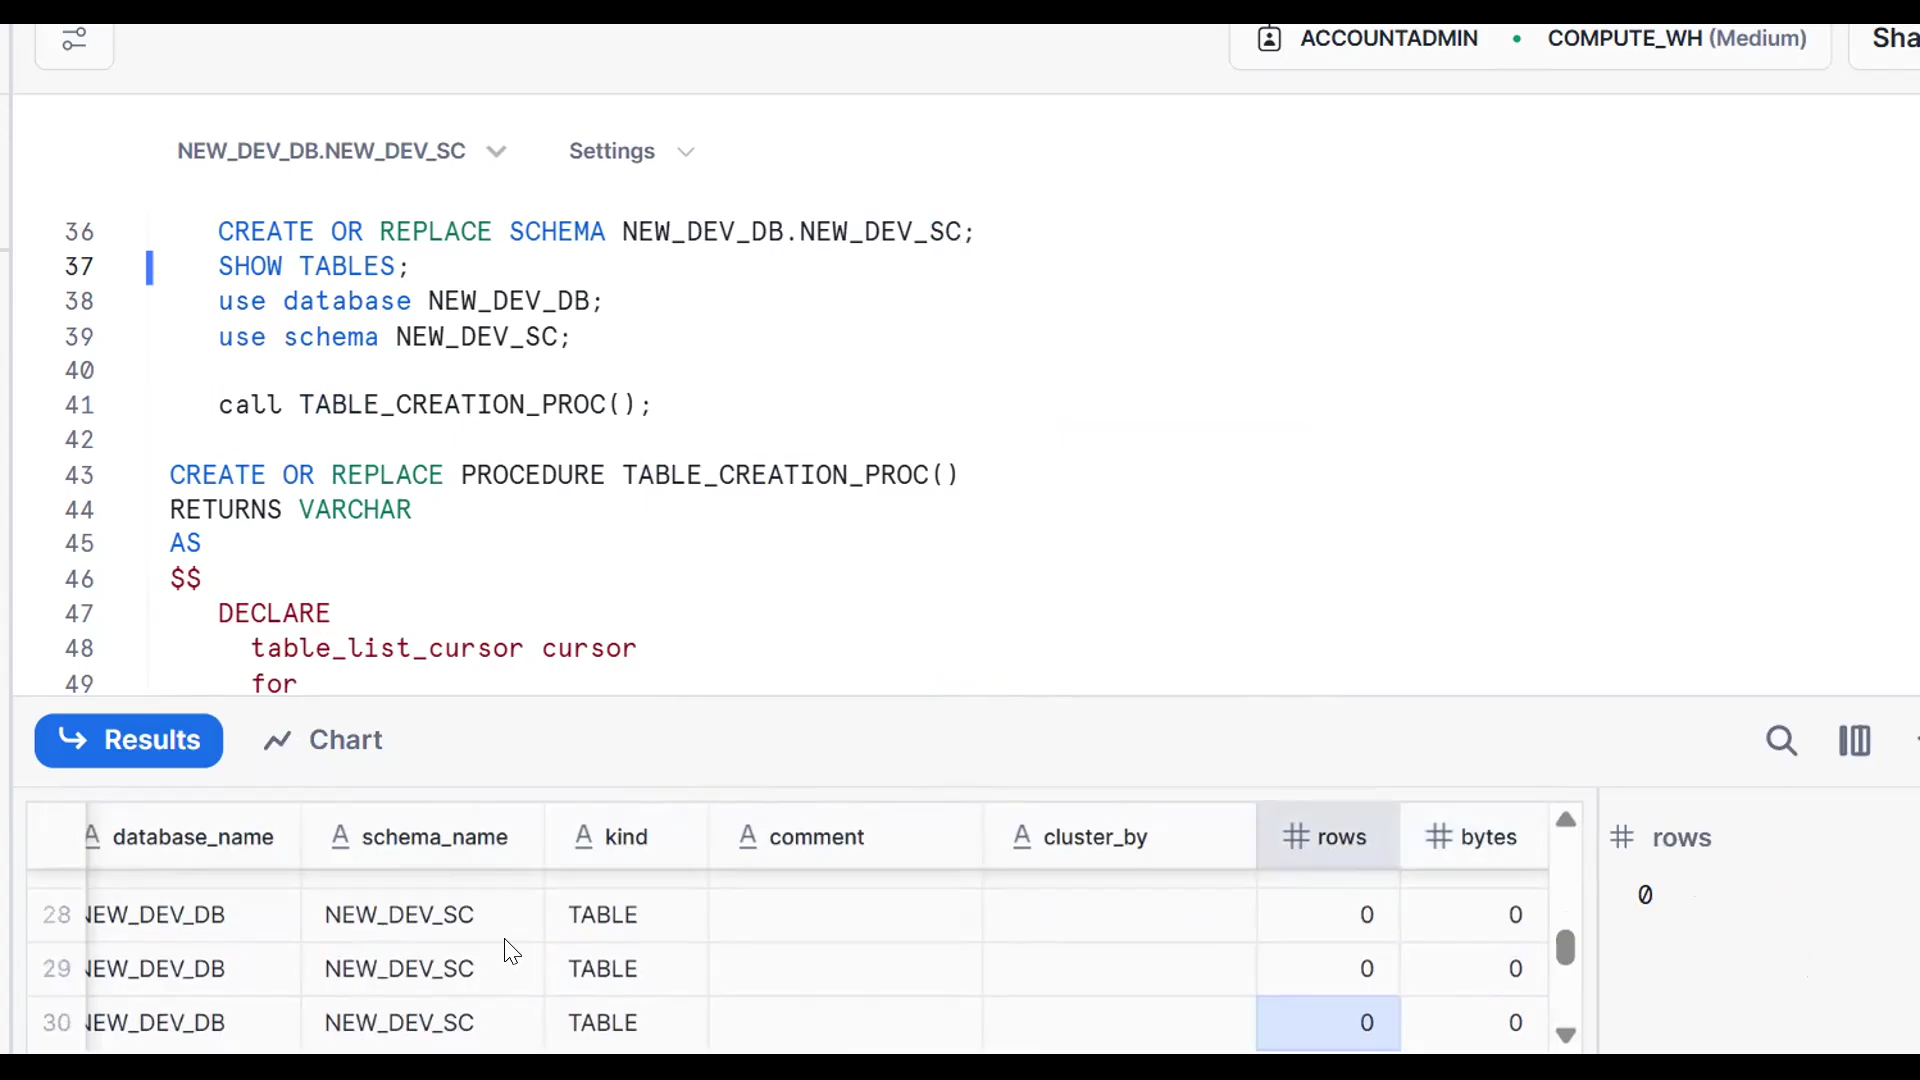 ACCOUNTADMIN • COMPUTE_WH (Medium)
NEW_DEV_DB.NEW_DEV_SC Settings
36 CREATE OR REPLACE SCHEMA NEW_DEV_DB.NEW_DEV_SC;
37 SHOW TABLES;
38 use database NEW_DEV_DB;
39 use schema NEW_DEV_SC;
40
41 call TABLE_CREATION_PROC();
42
43 CREATE OR REPLACE PROCEDURE TABLE_CREATION_PROC()
44 RETURNS VARCHAR
45 AS
46 $$
47 DECLARE
48 table_list_cursor cursor
49 for
Results Chart
A database_name A schema_name A kind A comment A cluster_by # rows # bytes # rows
0
28 NEW_DEV_DB NEW_DEV_SC TABLE 0 0
29 NEW_DEV_DB NEW_DEV_SC TABLE 0 0
30 NEW_DEV_DB NEW_DEV_SC TABLE 0 0